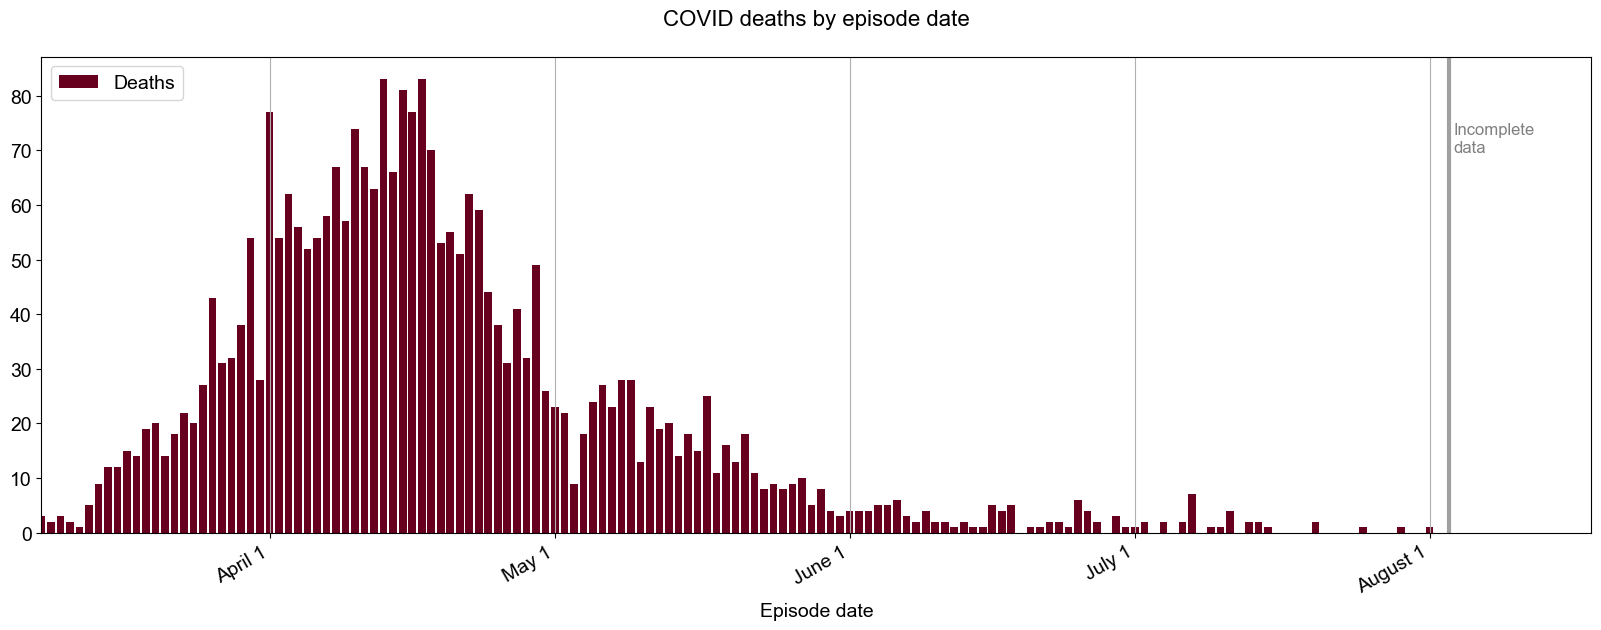 COVID deaths by episode date
Deaths
80
70
60
50
40
30
20
10
0
Incomplete
data
April 1
May 1
June 1
July 1
August 1
Episode date